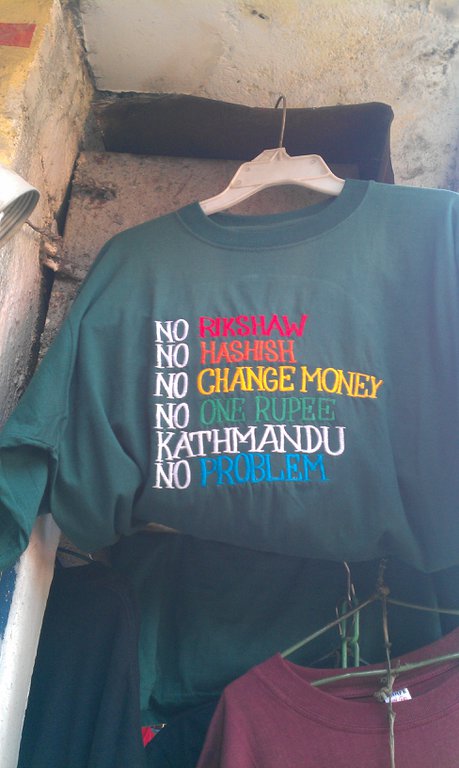 NO RIKSHAW
NO HASHISH
NO CHANGE MONEY
NO ONE RUPEE
KATHMANDU
NO PROBLEM